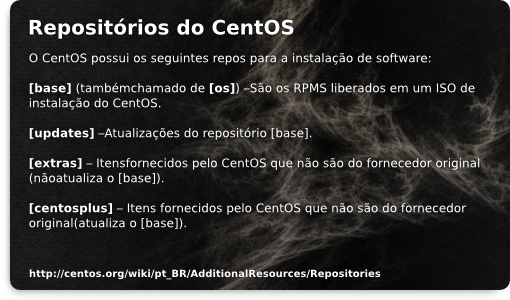 Repositórios do CentOS
O CentOS possui os seguintes repos para a instalação de software:
[base] (tambémchamado de [os]) –São os RPMS liberados em um ISO de
instalação do CentOS.
[updates] –Atualizações do repositório [base].
[extras] – Itensfornecidos pelo CentOS que não são do fornecedor original
(nãoatualiza o [base]).
[centosplus] – Itens fornecidos pelo CentOS que não são do fornecedor
original(atualiza o [base]).
http://centos.org/wiki/pt_BR/AdditionalResources/Repositories